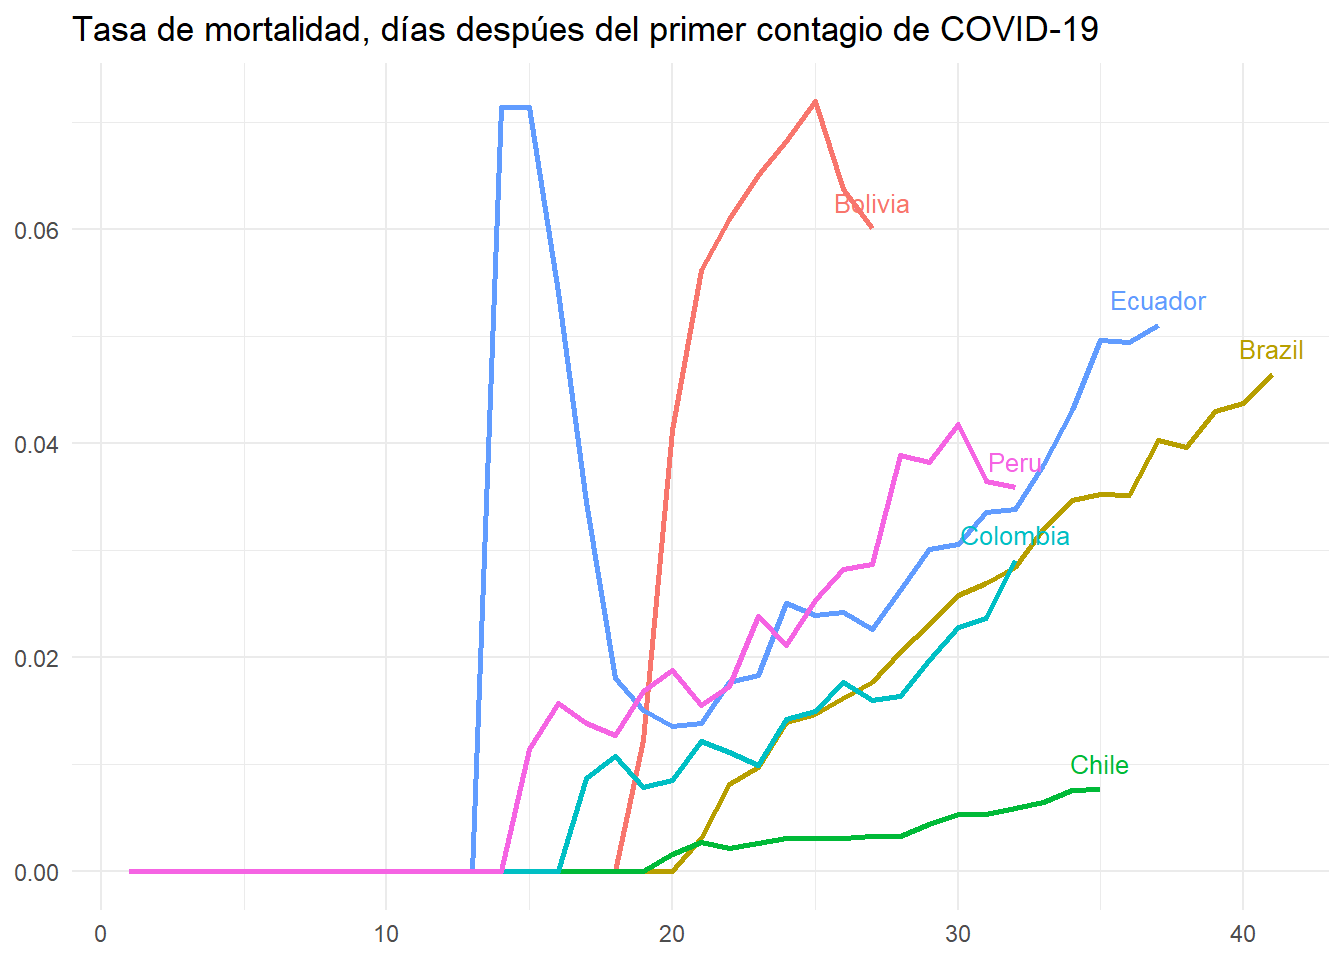 Tasa de mortalidad, días despúes del primer contagio de COVID-19
0.06
0.04
0.02
0.00
Bolivia
Ecuador
Brazil
Peru
Colombia
Chile
0
10
20
30
40